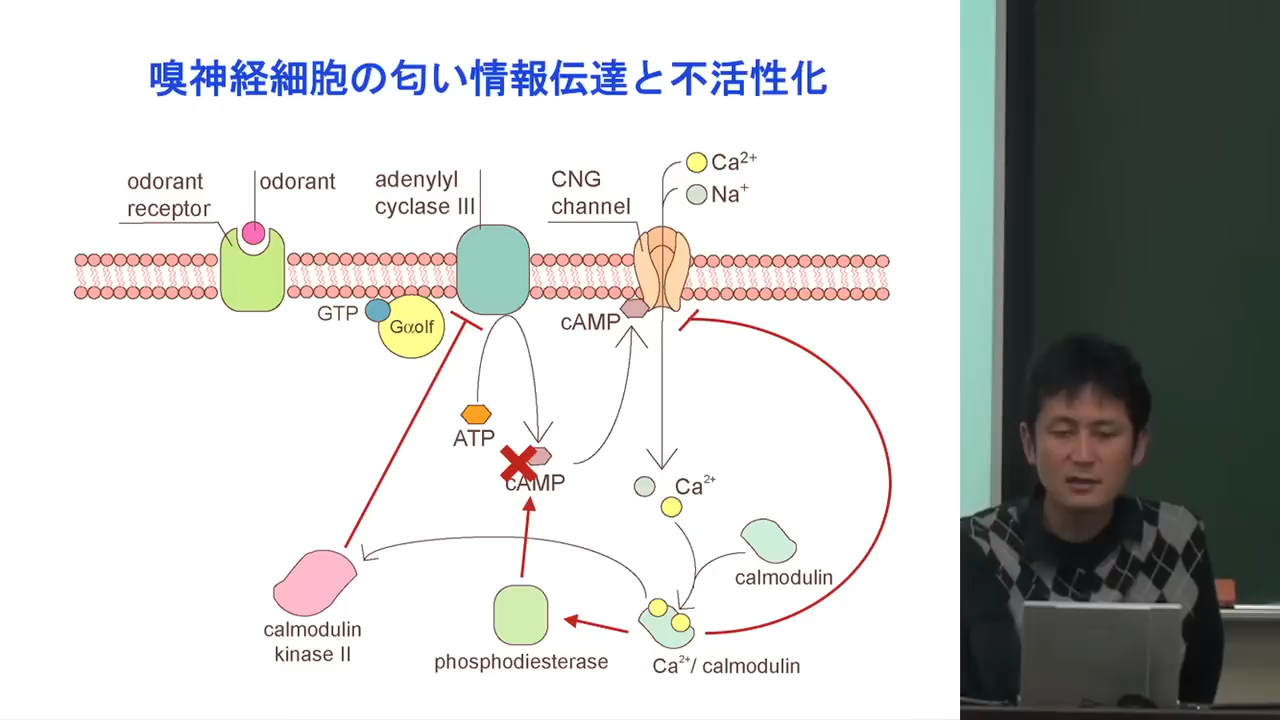 嗅神経細胞の匂い情報伝達と不活性化
odorant
receptor
odorant
adenylyl
cyclase III
CNG
channel
Ca²⁺
Na⁺
GTP
Gαolf
cAMP
ATP
cAMP
Ca²⁺
calmodulin
calmodulin
kinase II
phosphodiesterase
Ca²⁺/ calmodulin